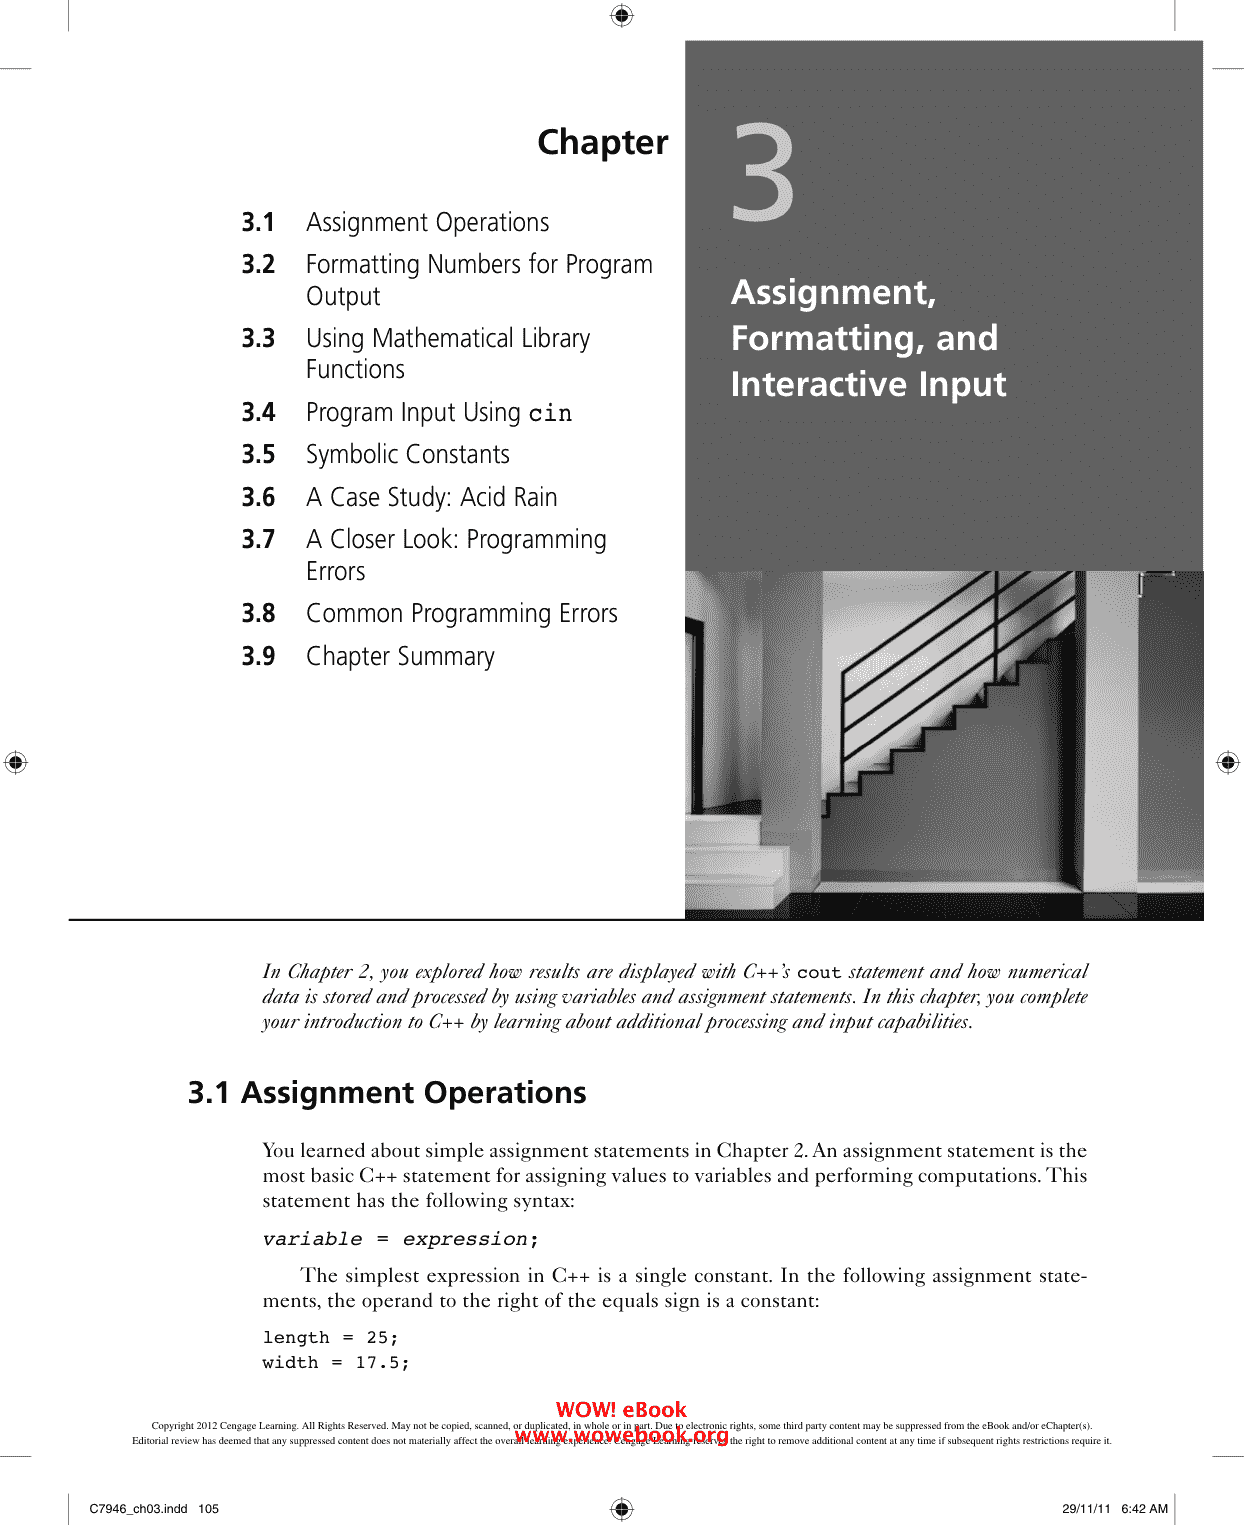 Chapter
3
3.1 Assignment Operations
3.2 Formatting Numbers for Program
Output
3.3 Using Mathematical Library
Functions
3.4 Program Input Using cin
3.5 Symbolic Constants
3.6 A Case Study: Acid Rain
3.7 A Closer Look: Programming
Errors
3.8 Common Programming Errors
3.9 Chapter Summary
Assignment,
Formatting, and
Interactive Input
In Chapter 2, you explored how results are displayed with C++’s cout statement and how numerical
data is stored and processed by using variables and assignment statements. In this chapter, you complete
your introduction to C++ by learning about additional processing and input capabilities.
3.1 Assignment Operations
You learned about simple assignment statements in Chapter 2. An assignment statement is the
most basic C++ statement for assigning values to variables and performing computations. This
statement has the following syntax:
variable = expression;
The simplest expression in C++ is a single constant. In the following assignment state-
ments, the operand to the right of the equals sign is a constant:
length = 25;
width = 17.5;
WOW! eBook
Copyright 2012 Cengage Learning. All Rights Reserved. May not be copied, scanned, or duplicated, in whole or in part. Due to electronic rights, some third party content may be suppressed from the eBook and/or eChapter(s).
www.wowebook.org
Editorial review has deemed that any suppressed content does not materially affect the overall learning experience. Cengage Learning reserves the right to remove additional content at any time if subsequent rights restrictions require it.
C7946_ch03.indd 105
29/11/11 6:42 AM